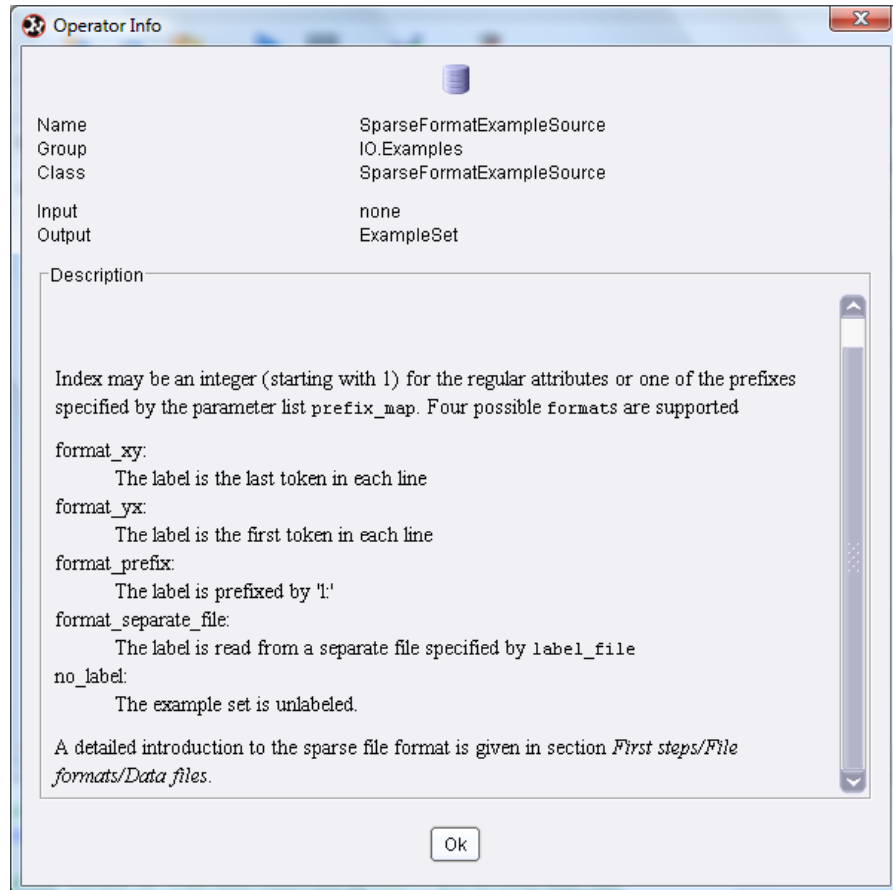 Operator Info
Name SparseFormatExampleSource
Group IO.Examples
Class SparseFormatExampleSource
Input none
Output ExampleSet
Description
Index may be an integer (starting with 1) for the regular attributes or one of the prefixes
specified by the parameter list prefix_map. Four possible formats are supported
format_xy:
The label is the last token in each line
format_yx:
The label is the first token in each line
format_prefix:
The label is prefixed by 'l:'
format_separate_file:
The label is read from a separate file specified by label_file
no_label:
The example set is unlabeled.
A detailed introduction to the sparse file format is given in section First steps/File
formats/Data files.
Ok